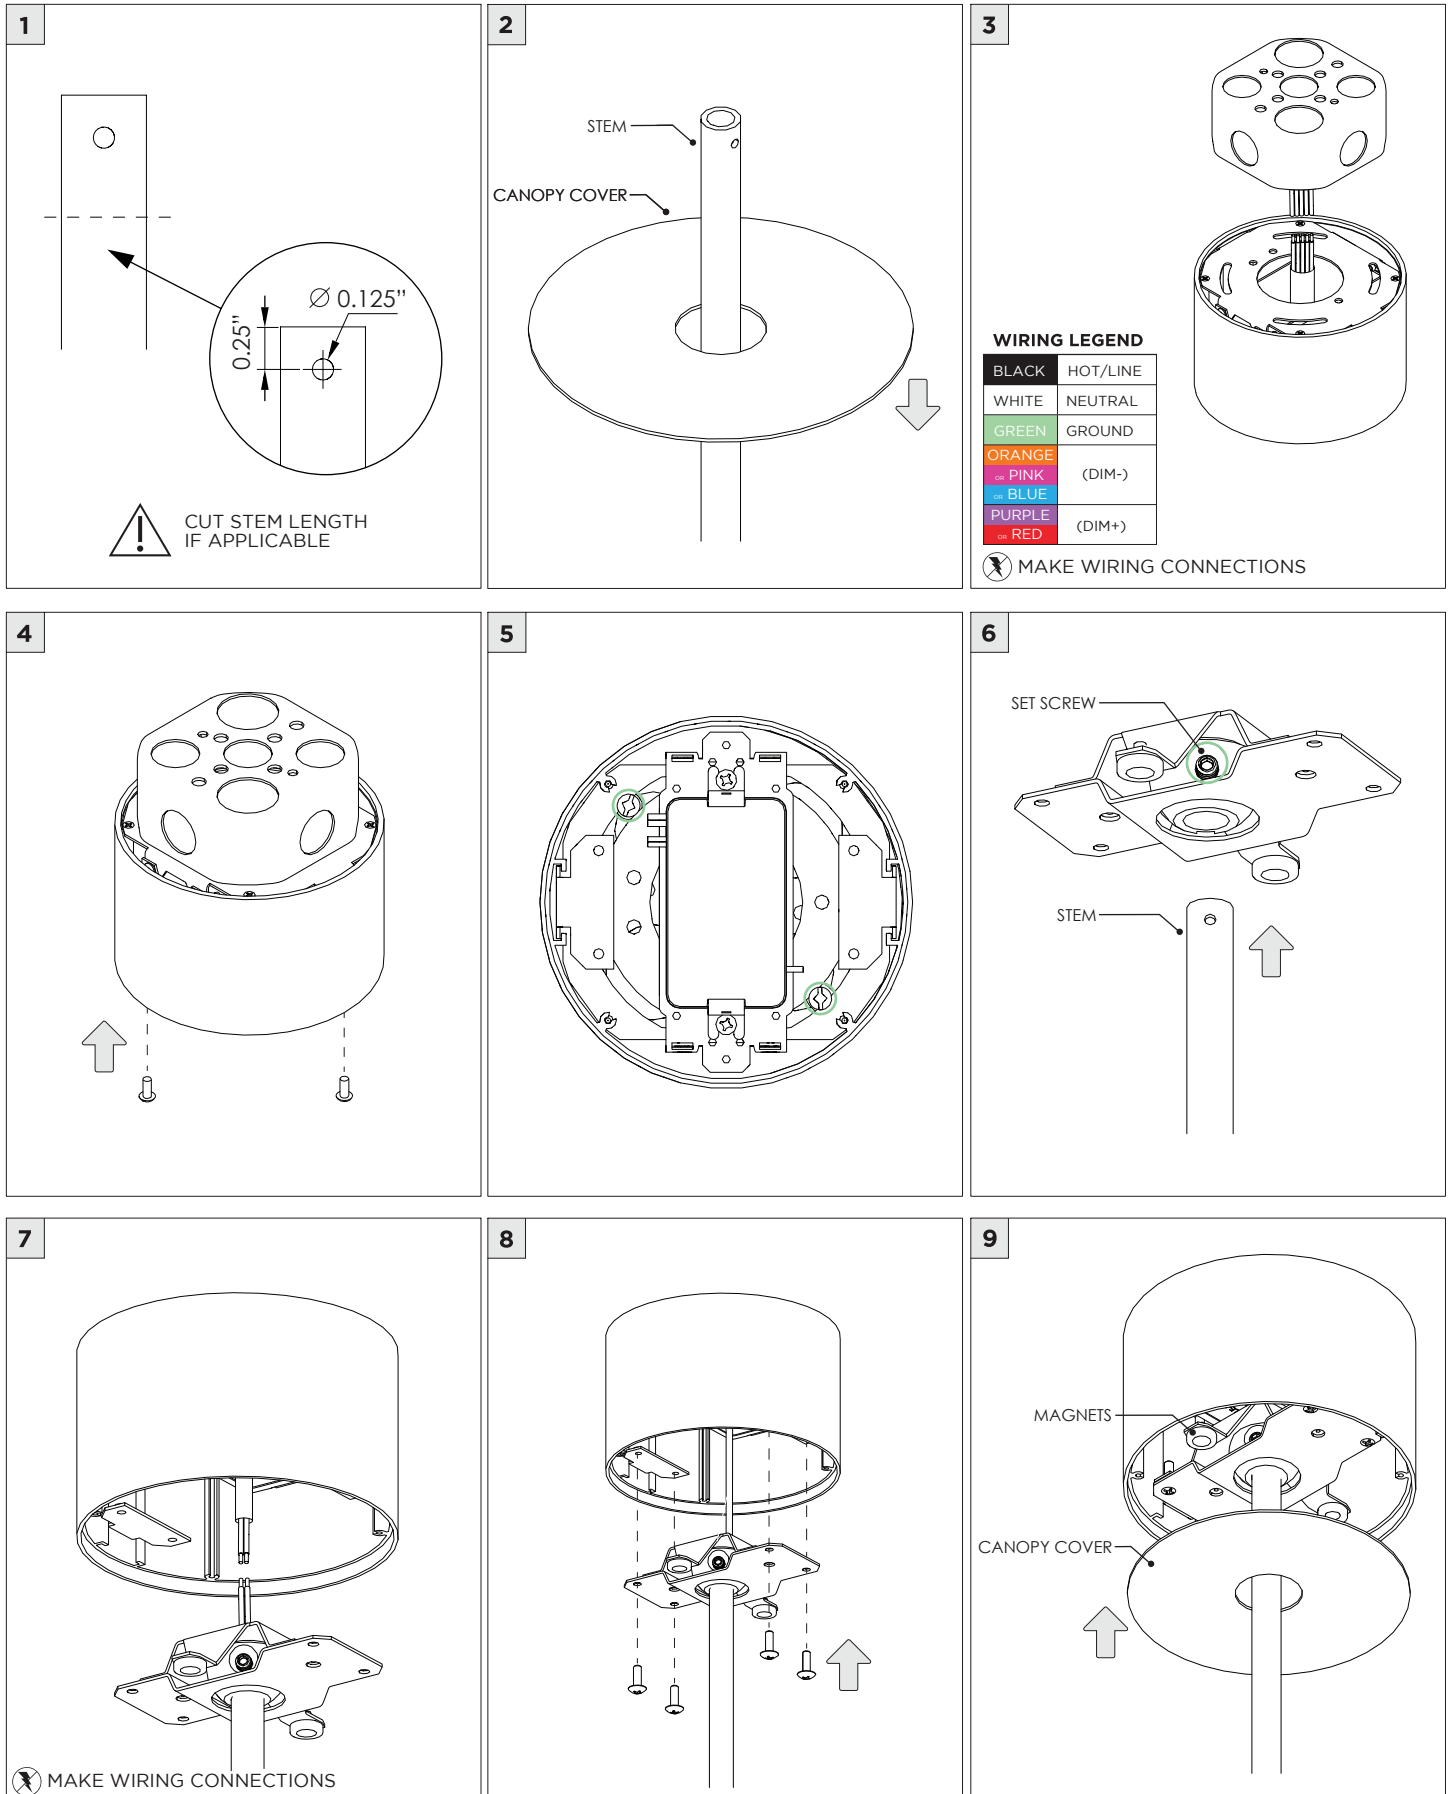 1
0.25"
Ø 0.125”
CUT STEM LENGTH
IF APPLICABLE
2
STEM
CANOPY COVER
3
WIRING LEGEND
BLACK HOT/LINE
WHITE NEUTRAL
GREEN GROUND
ORANGE
OR PINK (DIM-)
OR BLUE
PURPLE
OR RED (DIM+)
MAKE WIRING CONNECTIONS
4
5
6
SET SCREW
STEM
7
MAKE WIRING CONNECTIONS
8
9
MAGNETS
CANOPY COVER